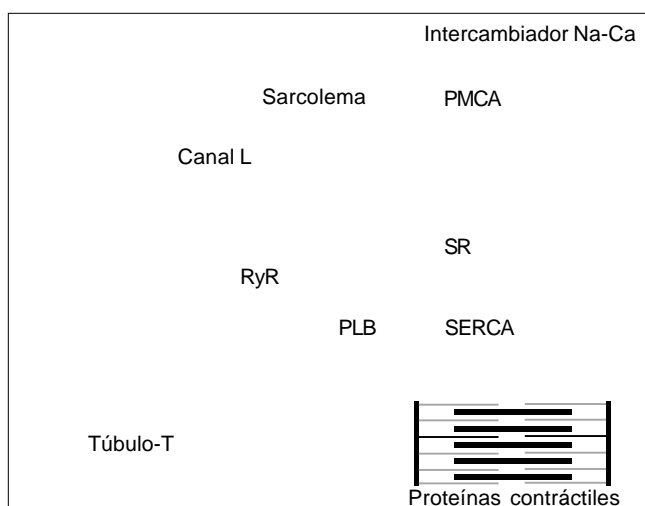 Intercambiador Na-Ca
Sarcolema PMCA
Canal L
SR
RyR
PLB SERCA
Túbulo-T
Proteínas contráctiles